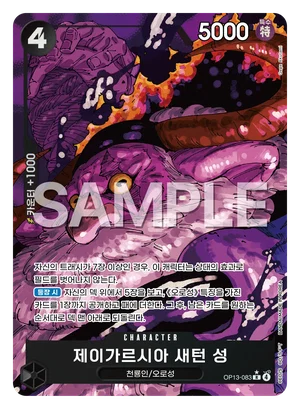 4
5000
특수
特
카운터 +1000
SAMPLE
자신의 트래시가 7장 이상인 경우, 이 캐릭터는 상대의 효과로
필드를 벗어나지 않는다.
등장 시 자신의 덱 위에서 5장을 보고, 《오로성》 특징을 가진
카드를 1장까지 공개하고 패에 더한다. 그 후, 남은 카드를 원하는
순서대로 덱 맨 아래로 되돌린다.
CHARACTER
제이가르시아 새턴 성
천룡인/오로성
OP13-083 R